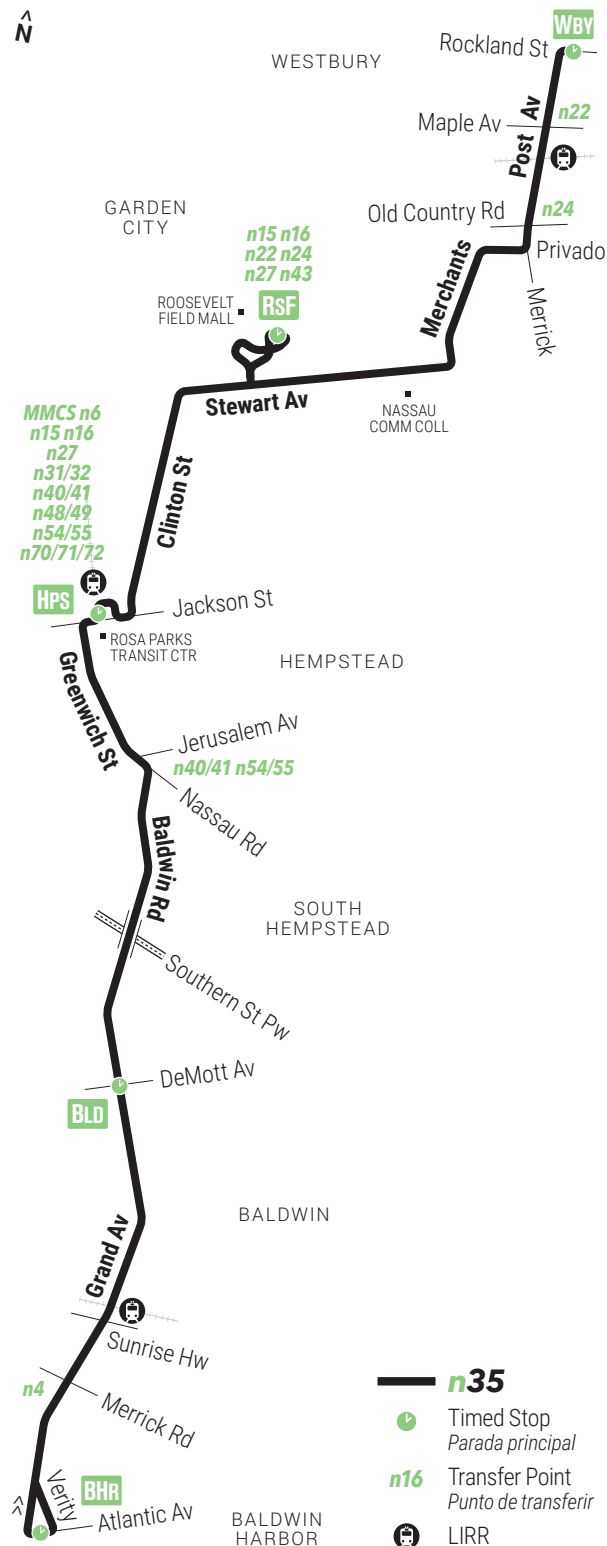 N
WBY
Rockland St
WESTBURY
Post Av
n22
Maple Av
GARDEN
CITY
Old Country Rd
n24
n15 n16
n22 n24
n27 n43
Privado
Merchants
Merrick
ROOSEVELT
FIELD MALL
RSF
Stewart Av
NASSAU
COMM COLL
MMCS n6
n15 n16
n27
n31/32
n40/41
n48/49
n54/55
n70/71/72
Clinton St
HPS
Jackson St
ROSA PARKS
TRANSIT CTR
HEMPSTEAD
Greenwich St
Jerusalem Av
n40/41 n54/55
Nassau Rd
Baldwin Rd
SOUTH
HEMPSTEAD
Southern St Pw
DeMott Av
BLD
BALDWIN
Grand Av
Sunrise Hw
n4
Merrick Rd
Verity
BHR
Atlantic Av
BALDWIN
HARBOR
n35
Timed Stop
Parada principal
n16
Transfer Point
Punto de transferir
LIRR